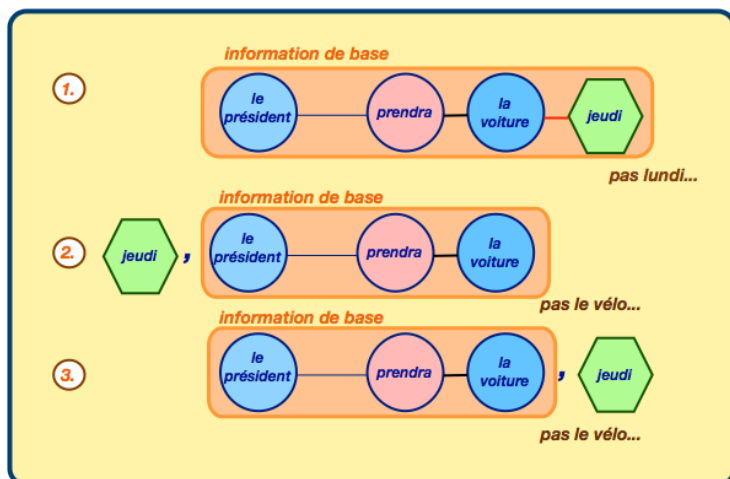 information de base
1.
le
président
prendra
la
voiture
jeudi
pas lundi...
information de base
2.
jeudi
,
le
président
prendra
la
voiture
pas le vélo...
information de base
3.
le
président
prendra
la
voiture
,
jeudi
pas le vélo...